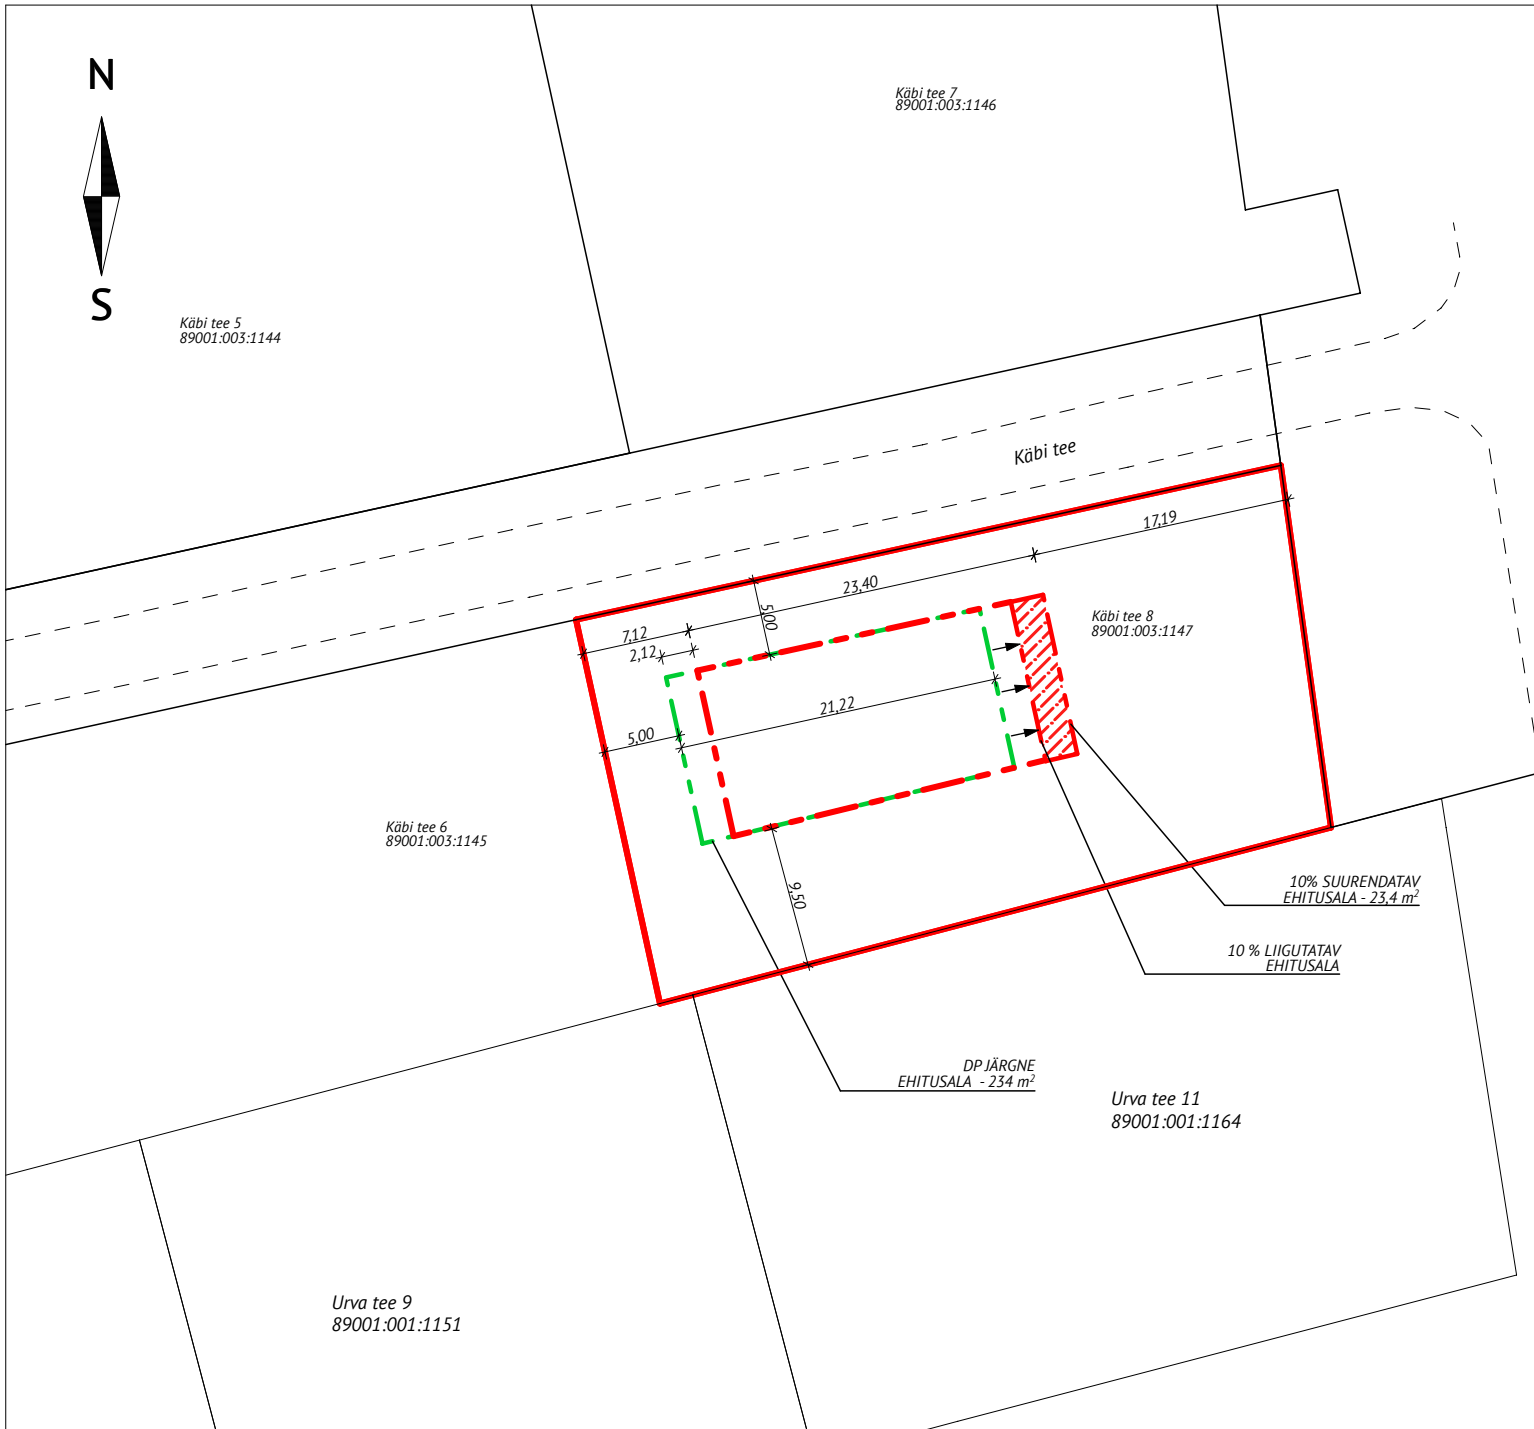 N
S
Käbi tee 7
89001:003:1146
Käbi tee 5
89001:003:1144
Käbi tee
17,19
23,40
5,00
7,12
2,12
Käbi tee 8
89001:003:1147
21,22
5,00
Käbi tee 6
89001:003:1145
9,50
10% SUURENDATAV
EHITUSALA - 23,4 m²
10 % LIIGUTATAV
EHITUSALA
DP JÄRGNE
EHITUSALA - 234 m²
Urva tee 11
89001:001:1164
Urva tee 9
89001:001:1151